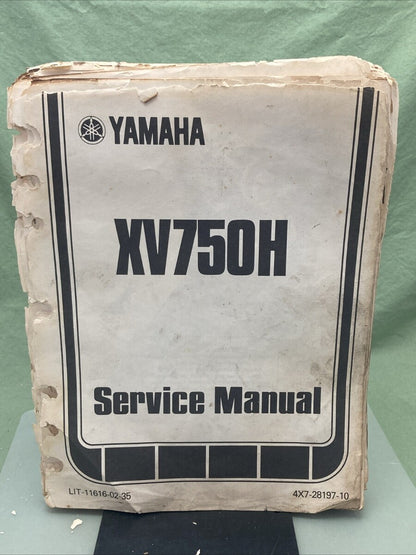 YAMAHA
XV750H
Service Manual
LIT-11616-02-35 4X7-28197-10